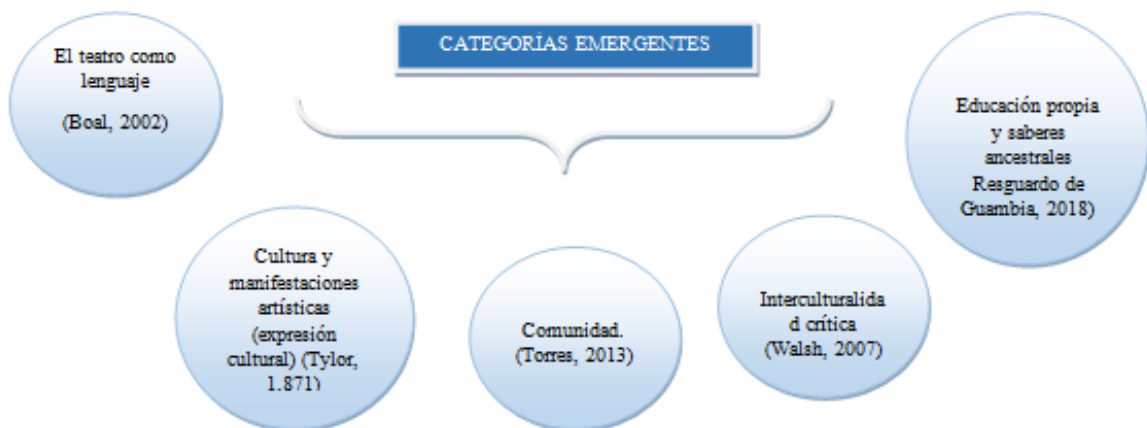 CATEGORÍAS EMERGENTES
El teatro como
lenguaje
(Boal, 2002)
Cultura y
manifestaciones
artísticas
(expresión
cultural) (Tylor,
1.871)
Comunidad.
(Torres, 2013)
Interculturalida
d crítica
(Walsh, 2007)
Educación propia
y saberes
ancestrales
Resguardo de
Guambia, 2018)